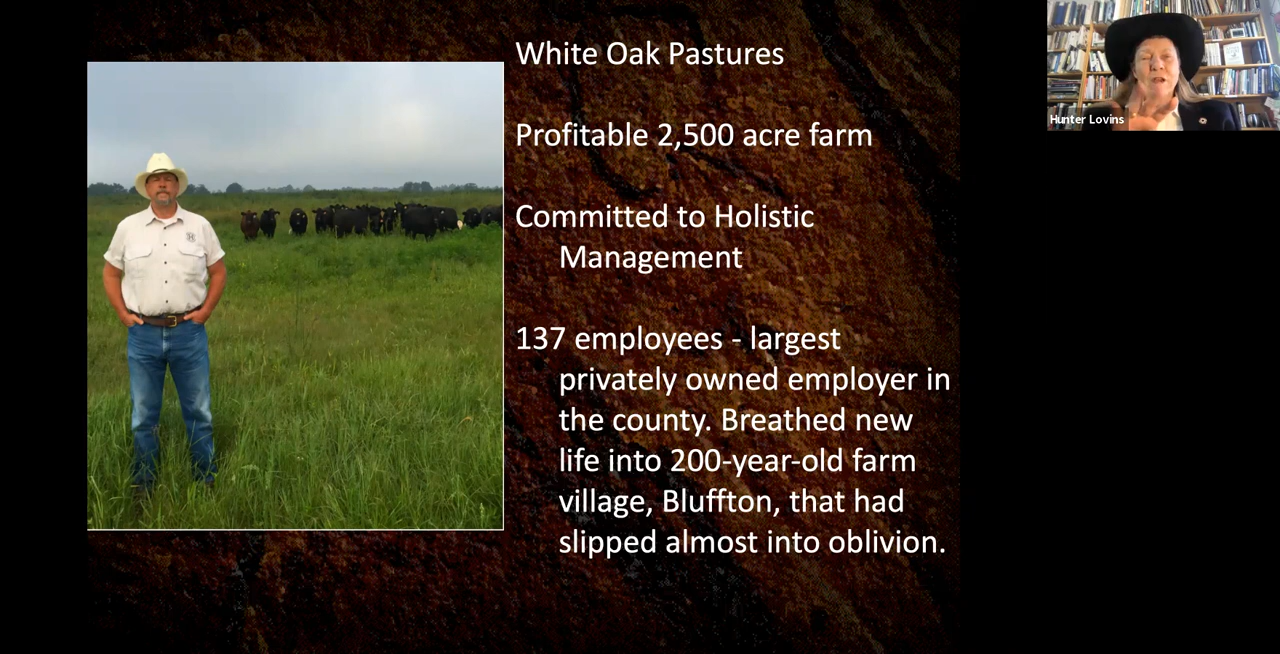 White Oak Pastures
Profitable 2,500 acre farm
Committed to Holistic
Management
137 employees - largest
privately owned employer in
the county. Breathed new
life into 200-year-old farm
village, Bluffton, that had
slipped almost into oblivion.
Hunter Lovins